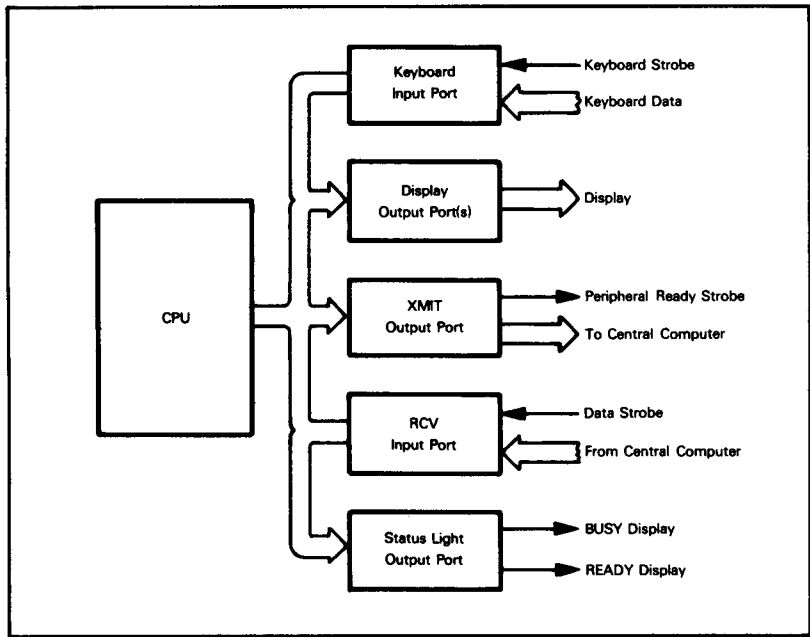 Keyboard
Input Port
Keyboard Strobe
Keyboard Data
Display
Output Port(s)
Display
CPU
XMIT
Output Port
Peripheral Ready Strobe
To Central Computer
RCV
Input Port
Data Strobe
From Central Computer
Status Light
Output Port
BUSY Display
READY Display